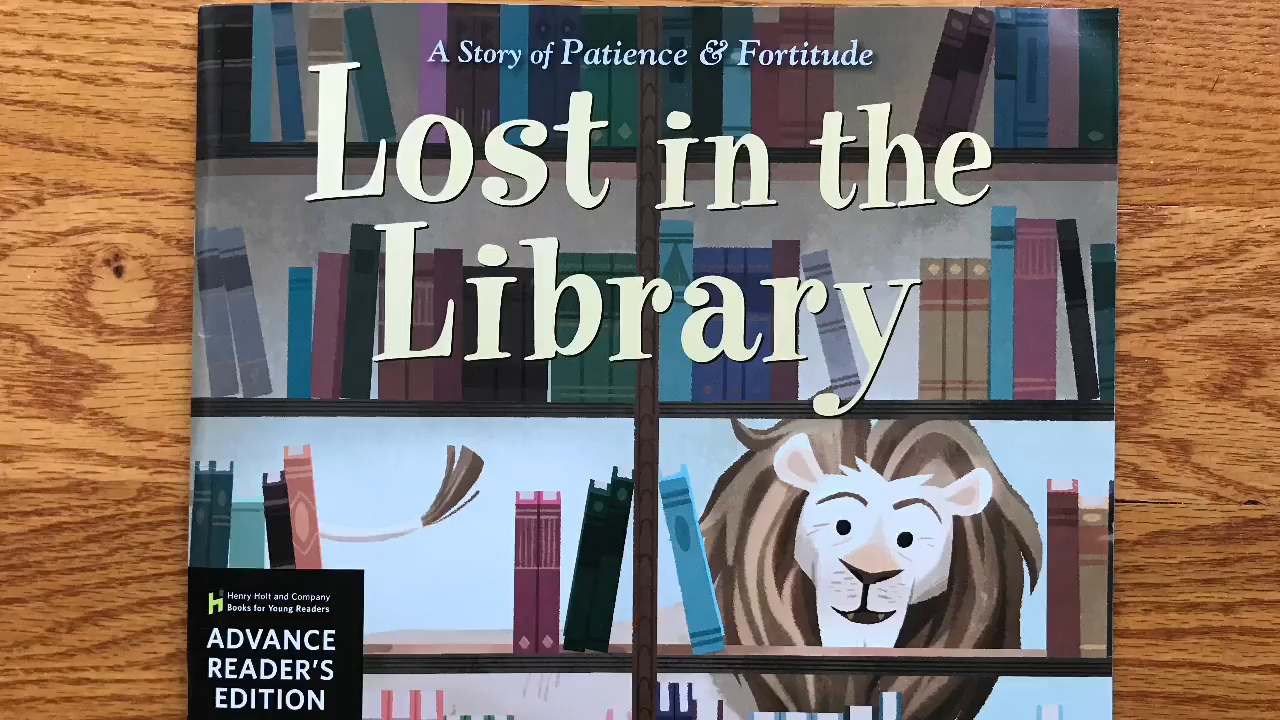 A Story of Patience & Fortitude
Lost in the
Library
Henry Holt and Company
Books for Young Readers
ADVANCE
READER'S
EDITION